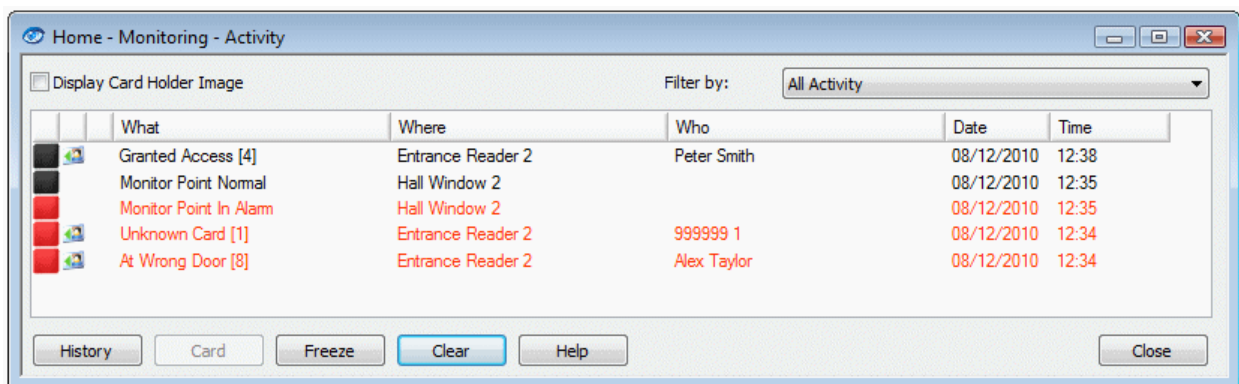 Home - Monitoring - Activity
Display Card Holder Image Filter by: All Activity
What Where Who Date Time
Granted Access [4] Entrance Reader 2 Peter Smith 08/12/2010 12:38
Monitor Point Normal Hall Window 2 08/12/2010 12:35
Monitor Point In Alarm Hall Window 2 08/12/2010 12:35
Unknown Card [1] Entrance Reader 2 999999 1 08/12/2010 12:34
At Wrong Door [8] Entrance Reader 2 Alex Taylor 08/12/2010 12:34
History Card Freeze Clear Help Close